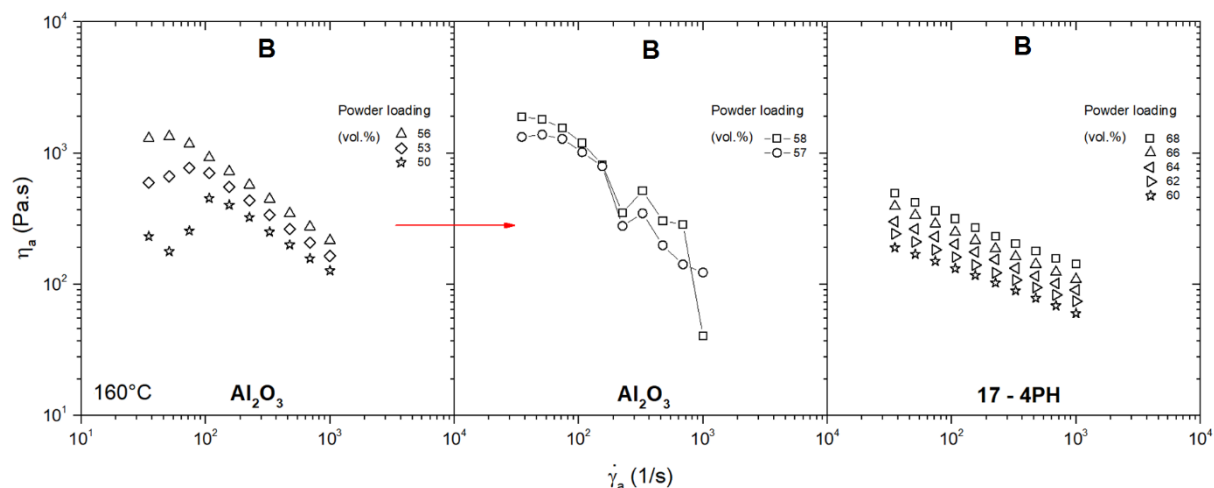 B
Powder loading
(vol.%)
56
53
50
160°C
Al₂O₃
B
Powder loading
(vol.%)
58
57
Al₂O₃
B
Powder loading
(vol.%)
68
66
64
62
60
17 - 4PH
ηₐ (Pa.s)
10⁴
10³
10²
10¹
10¹ 10² 10³ 10⁴ 10² 10³ 10⁴ 10² 10³ 10⁴
γ̇ₐ (1/s)